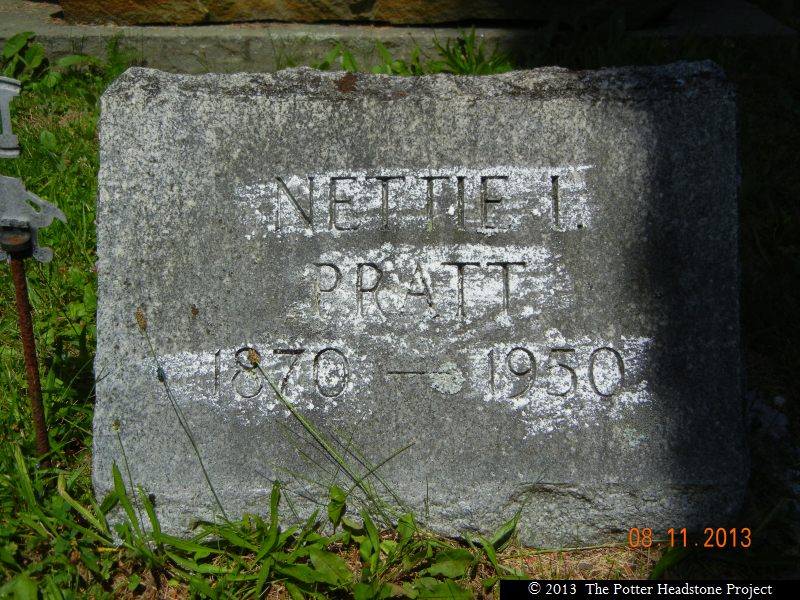 NETTIE L.
PRATT
1870 — 1950
08.11.2013
© 2013 The Potter Headstone Project